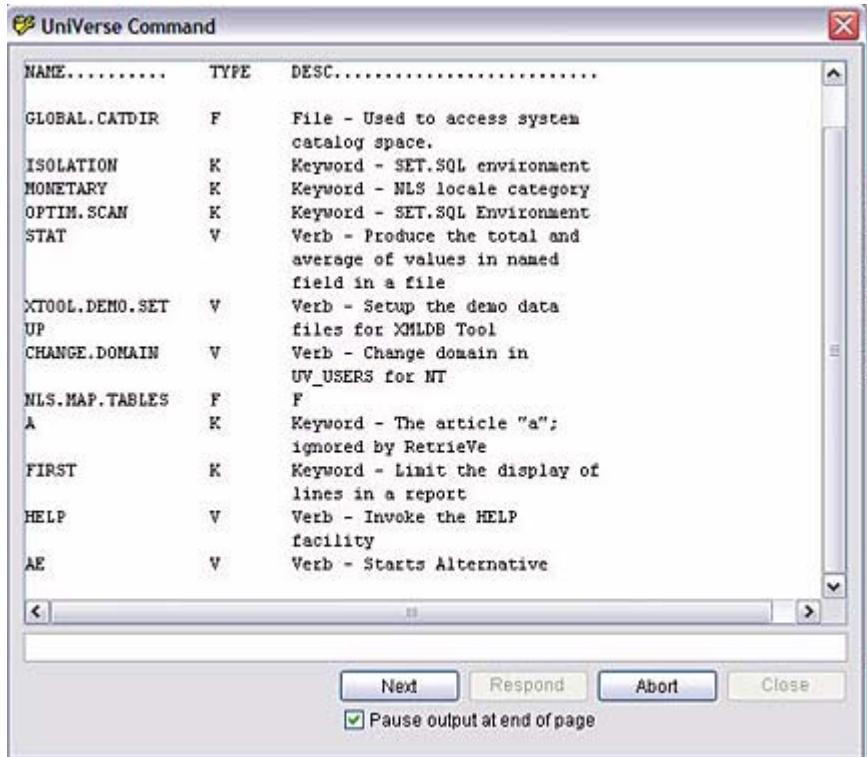 UniVerse Command
NAME.......... TYPE DESC..........................
GLOBAL.CATDIR F File - Used to access system
catalog space.
ISOLATION K Keyword - SET.SQL environment
MONETARY K Keyword - NLS locale category
OPTIM.SCAN K Keyword - SET.SQL Environment
STAT V Verb - Produce the total and
average of values in named
field in a file
XTOOL.DEMO.SET V Verb - Setup the demo data
UP files for XMLDB Tool
CHANGE.DOMAIN V Verb - Change domain in
UV_USERS for NT
NLS.MAP.TABLES F F
A K Keyword - The article "a";
ignored by RetrieVe
FIRST K Keyword - Limit the display of
lines in a report
HELP V Verb - Invoke the HELP
facility
AE V Verb - Starts Alternative
Next Respond Abort Close
Pause output at end of page